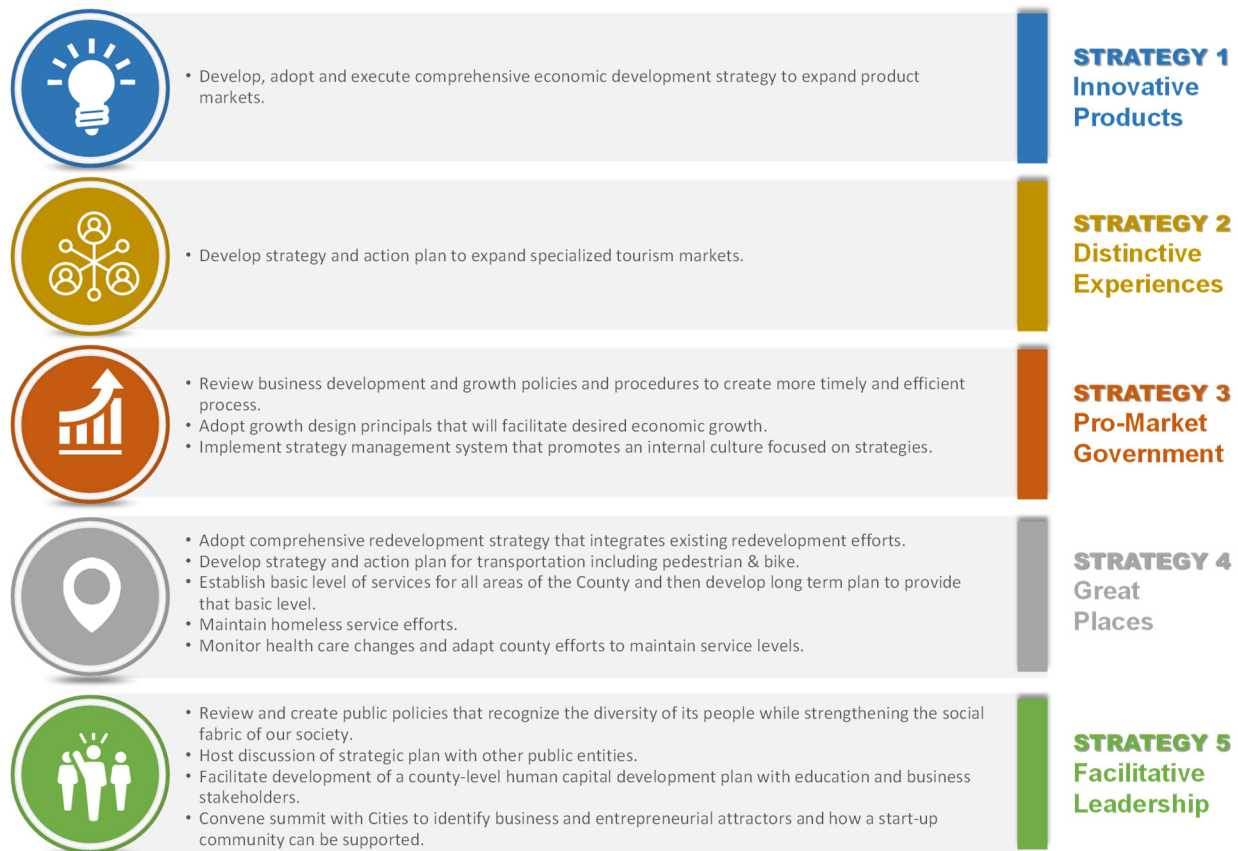 • Develop, adopt and execute comprehensive economic development strategy to expand product
markets.
STRATEGY 1
Innovative
Products
• Develop strategy and action plan to expand specialized tourism markets.
STRATEGY 2
Distinctive
Experiences
• Review business development and growth policies and procedures to create more timely and efficient
process.
• Adopt growth design principals that will facilitate desired economic growth.
• Implement strategy management system that promotes an internal culture focused on strategies.
STRATEGY 3
Pro-Market
Government
• Adopt comprehensive redevelopment strategy that integrates existing redevelopment efforts.
• Develop strategy and action plan for transportation including pedestrian & bike.
• Establish basic level of services for all areas of the County and then develop long term plan to provide
that basic level.
• Maintain homeless service efforts.
• Monitor health care changes and adapt county efforts to maintain service levels.
STRATEGY 4
Great
Places
• Review and create public policies that recognize the diversity of its people while strengthening the social
fabric of our society.
• Host discussion of strategic plan with other public entities.
• Facilitate development of a county-level human capital development plan with education and business
stakeholders.
• Convene summit with Cities to identify business and entrepreneurial attractors and how a start-up
community can be supported.
STRATEGY 5
Facilitative
Leadership